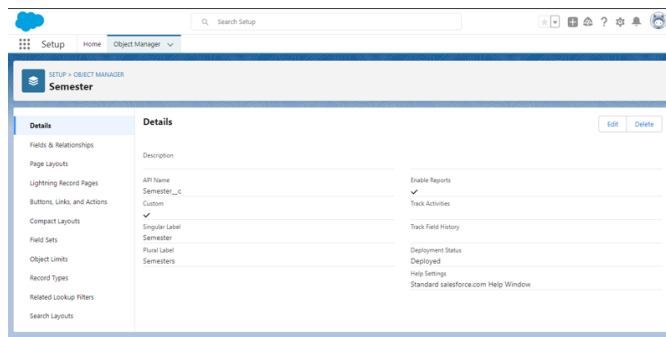 Search Setup
Setup Home Object Manager
SETUP > OBJECT MANAGER
Semester
Details
Fields & Relationships
Page Layouts
Lightning Record Pages
Buttons, Links, and Actions
Compact Layouts
Field Sets
Object Limits
Record Types
Related Lookup Filters
Search Layouts
Details
Edit Delete
Description
API Name
Semester__c
Custom
Singular Label
Semester
Plural Label
Semesters
Enable Reports
Track Activities
Track Field History
Deployment Status
Deployed
Help Settings
Standard salesforce.com Help Window